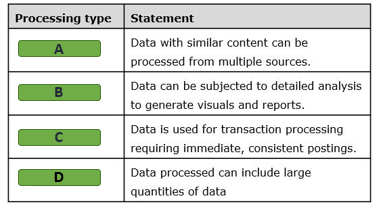 Processing type Statement
A
Data with similar content can be
processed from multiple sources.
B
Data can be subjected to detailed analysis
to generate visuals and reports.
C
Data is used for transaction processing
requiring immediate, consistent postings.
D
Data processed can include large
quantities of data